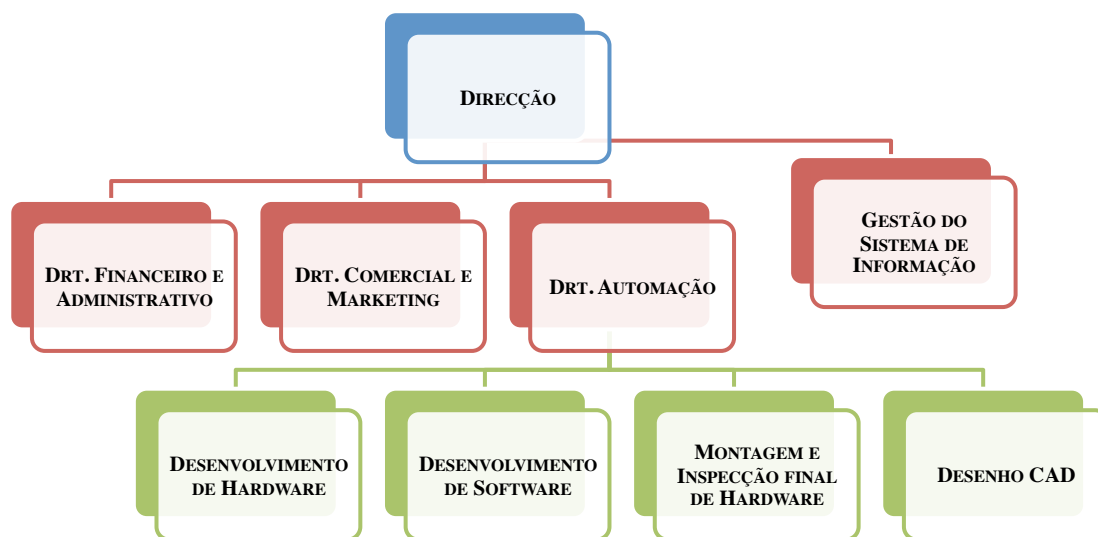 DIRECÇÃO
GESTÃO DO
SISTEMA DE
INFORMAÇÃO
DRT. FINANCEIRO E
ADMINISTRATIVO
DRT. COMERCIAL E
MARKETING
DRT. AUTOMAÇÃO
DESENVOLVIMENTO
DE HARDWARE
DESENVOLVIMENTO
DE SOFTWARE
MONTAGEM E
INSPECÇÃO FINAL
DE HARDWARE
DESENHO CAD